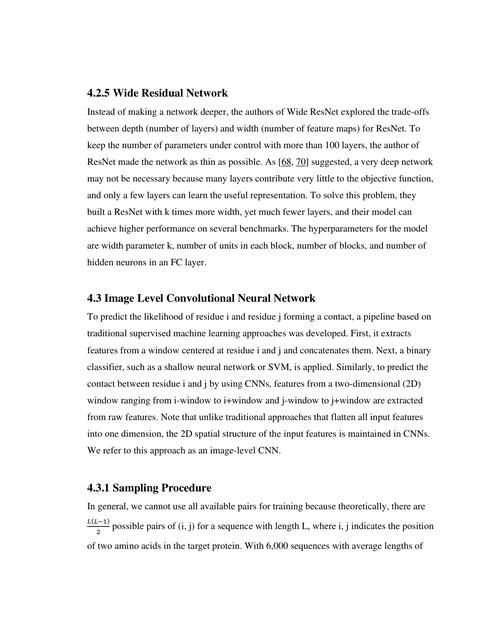 4.2.5 Wide Residual Network
Instead of making a network deeper, the authors of Wide ResNet explored the trade-offs
between depth (number of layers) and width (number of feature maps) for ResNet. To
keep the number of parameters under control with more than 100 layers, the author of
ResNet made the network as thin as possible. As [68, 70] suggested, a very deep network
may not be necessary because many layers contribute very little to the objective function,
and only a few layers can learn the useful representation. To solve this problem, they
built a ResNet with k times more width, yet much fewer layers, and their model can
achieve higher performance on several benchmarks. The hyperparameters for the model
are width parameter k, number of units in each block, number of blocks, and number of
hidden neurons in an FC layer.
4.3 Image Level Convolutional Neural Network
To predict the likelihood of residue i and residue j forming a contact, a pipeline based on
traditional supervised machine learning approaches was developed. First, it extracts
features from a window centered at residue i and j and concatenates them. Next, a binary
classifier, such as a shallow neural network or SVM, is applied. Similarly, to predict the
contact between residue i and j by using CNNs, features from a two-dimensional (2D)
window ranging from i-window to i+window and j-window to j+window are extracted
from raw features. Note that unlike traditional approaches that flatten all input features
into one dimension, the 2D spatial structure of the input features is maintained in CNNs.
We refer to this approach as an image-level CNN.
4.3.1 Sampling Procedure
In general, we cannot use all available pairs for training because theoretically, there are
L(L−1)/2 possible pairs of (i, j) for a sequence with length L, where i, j indicates the position
of two amino acids in the target protein. With 6,000 sequences with average lengths of